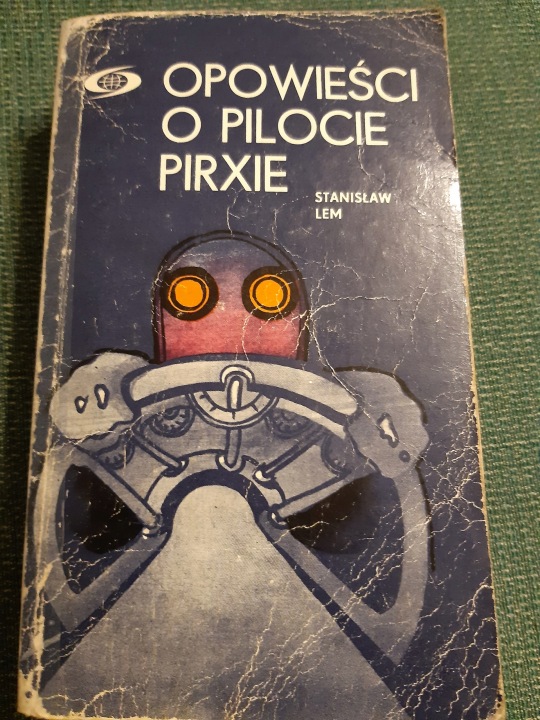 OPOWIEŚCI
O PILOCIE
PIRXIE
STANISŁAW
LEM